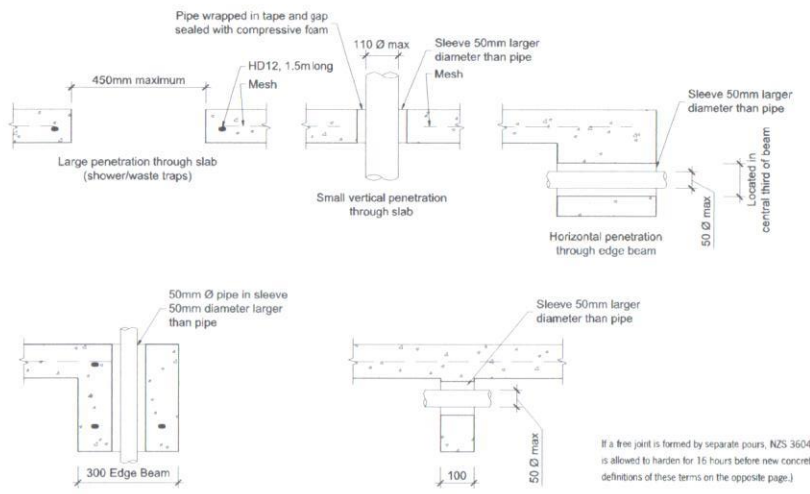 Pipe wrapped in tape and gap
sealed with compressive foam
450mm maximum
HD12, 1.5mlong
Mesh
Large penetration through slab
(shower/waste traps)
110 Ø max
Sleeve 50mm larger
diameter than pipe
Mesh
Small vertical penetration
through slab
Sleeve 50mm larger
diameter than pipe
50 Ø max
Located in
central third of beam
Horizontal penetration
through edge beam
50mm Ø pipe in sleeve
50mm diameter larger
than pipe
300 Edge Beam
Sleeve 50mm larger
diameter than pipe
50 Ø max
100
If a free joint is formed by separate pours, NZS 3604
is allowed to harden for 16 hours before new concret
definitions of these terms on the opposite page.)